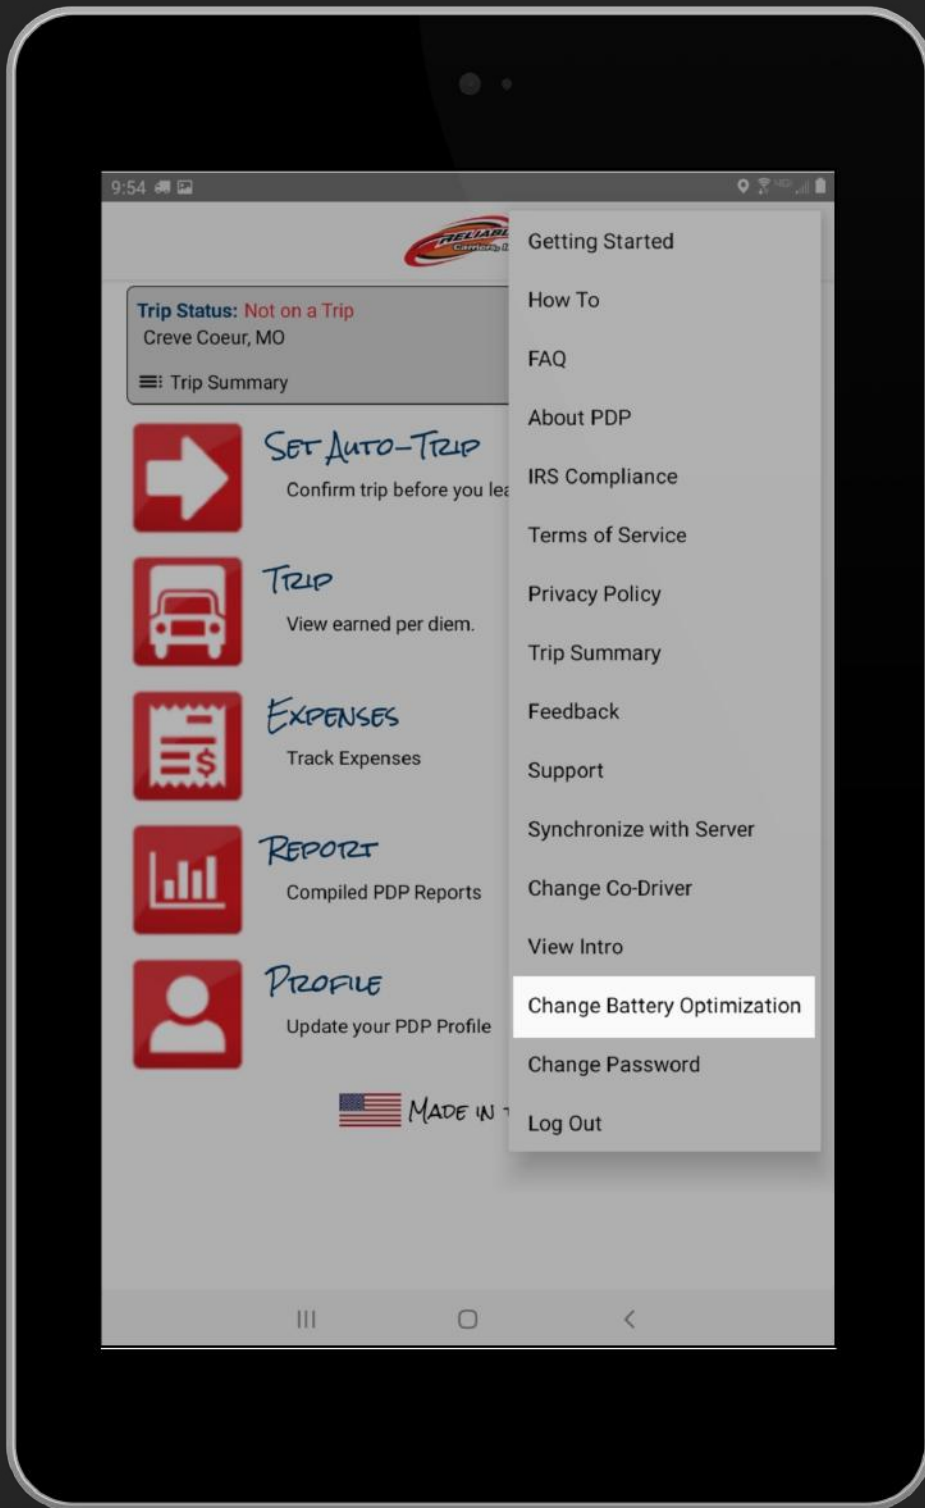 9:54
RELIABL
Carriers, I
Trip Status: Not on a Trip
Creve Coeur, MO
Trip Summary
Set Auto-Trip
Confirm trip before you lea
Trip
View earned per diem.
Expenses
Track Expenses
$
Report
Compiled PDP Reports
Profile
Update your PDP Profile
Made in t
Getting Started
How To
FAQ
About PDP
IRS Compliance
Terms of Service
Privacy Policy
Trip Summary
Feedback
Support
Synchronize with Server
Change Co-Driver
View Intro
Change Battery Optimization
Change Password
Log Out